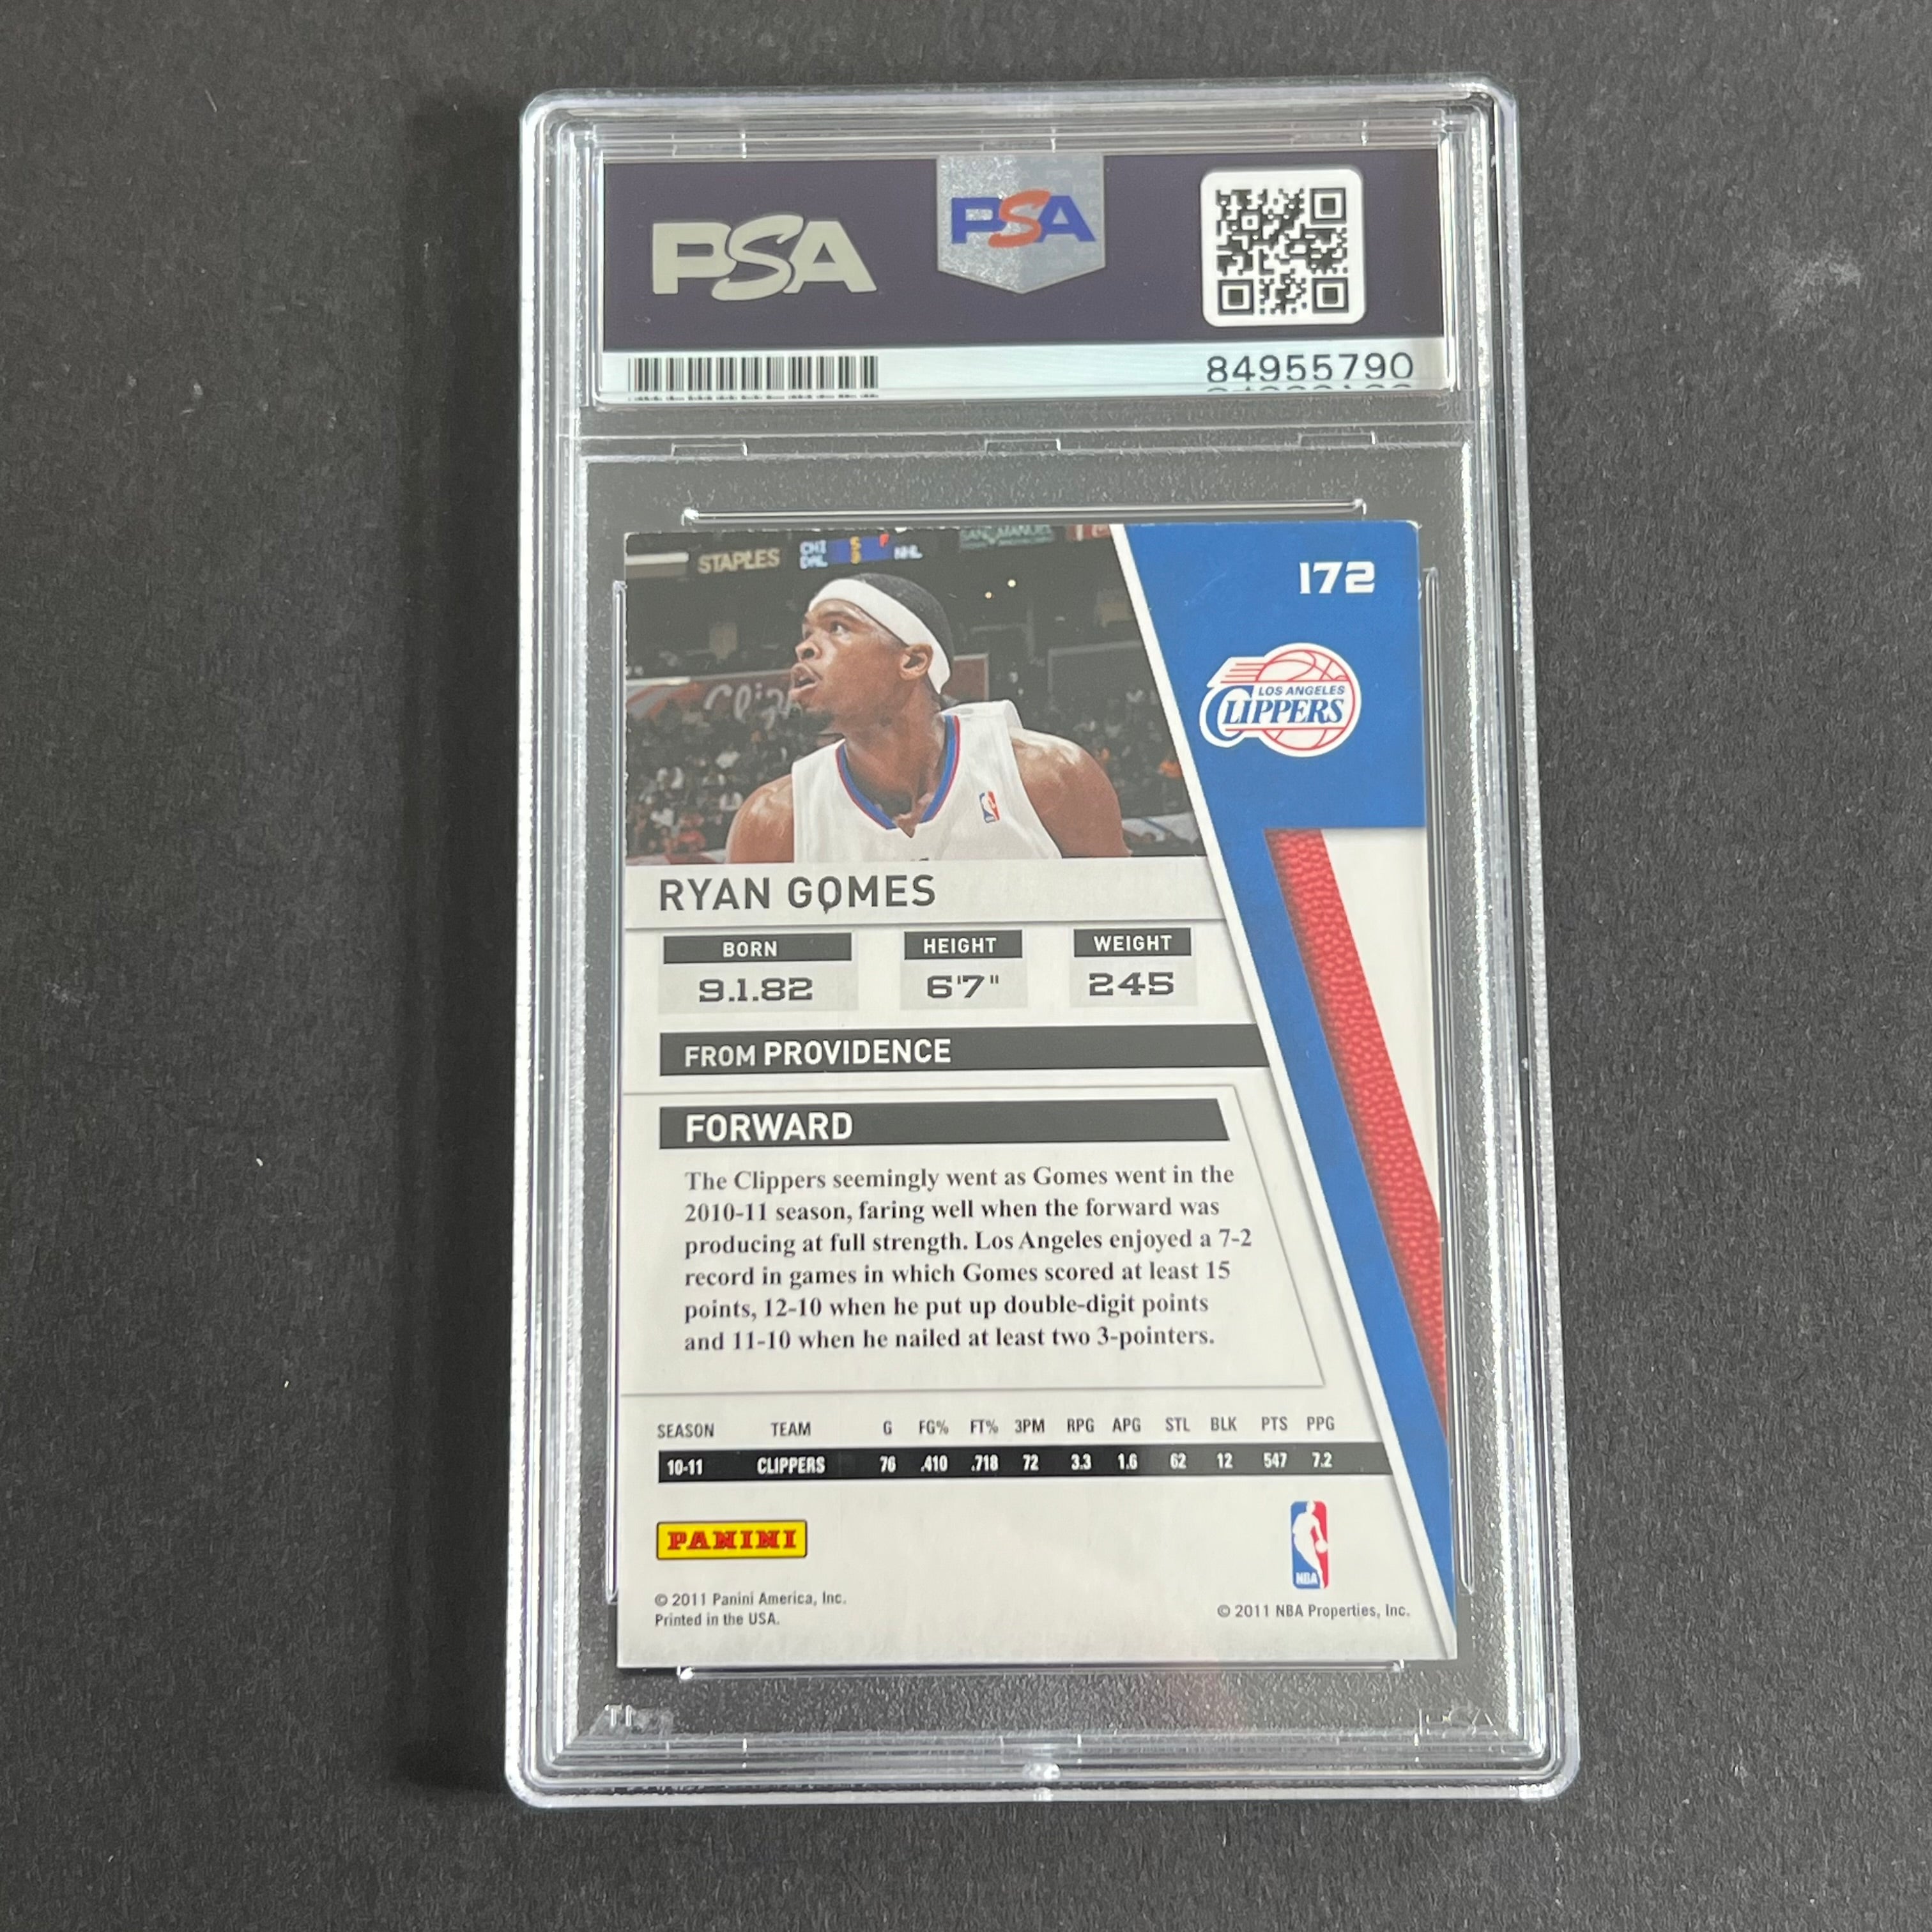 PSA
PSA
84955790
STAPLES
CHI
DAL
NHL
SAN MANUEL
172
LOS ANGELES
CLIPPERS
RYAN GOMES
BORN HEIGHT WEIGHT
9.1.82 6'7" 245
FROM PROVIDENCE
FORWARD
The Clippers seemingly went as Gomes went in the
2010-11 season, faring well when the forward was
producing at full strength. Los Angeles enjoyed a 7-2
record in games in which Gomes scored at least 15
points, 12-10 when he put up double-digit points
and 11-10 when he nailed at least two 3-pointers.
SEASON TEAM G FG% FT% 3PM RPG APG STL BLK PTS PPG
10-11 CLIPPERS 76 .410 .718 72 3.3 1.6 62 12 547 7.2
PANINI
NBA
© 2011 Panini America, Inc.
Printed in the USA.
© 2011 NBA Properties, Inc.